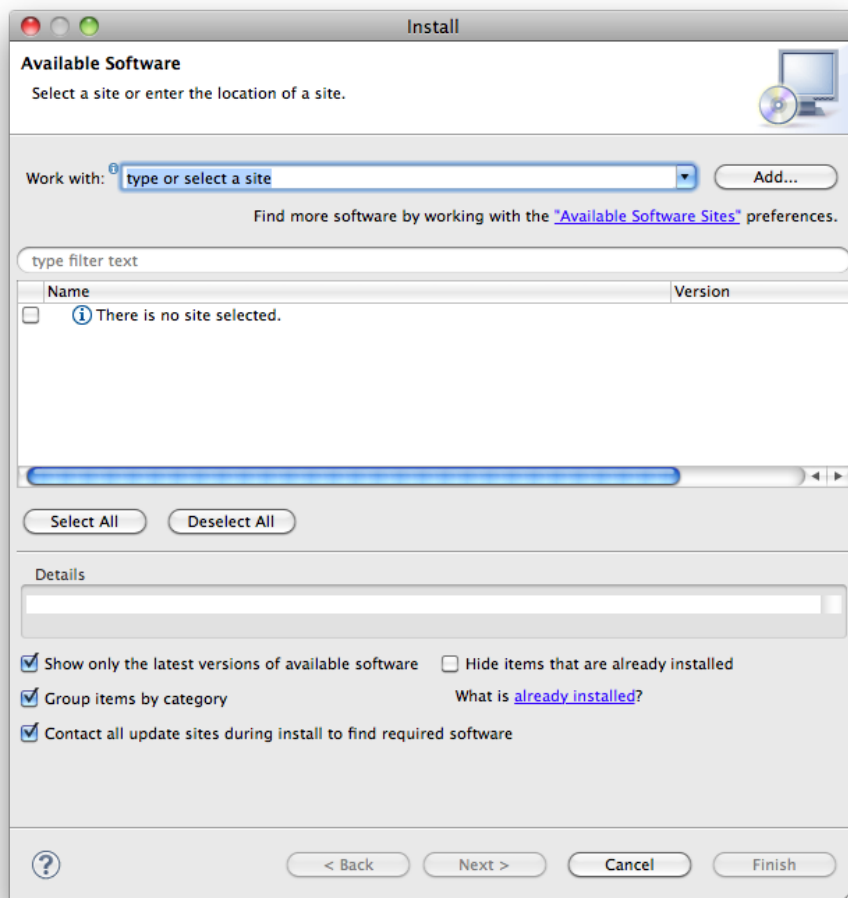 Install
Available Software
Select a site or enter the location of a site.
Work with: type or select a site Add...
Find more software by working with the "Available Software Sites" preferences.
type filter text
Name Version
There is no site selected.
Select All Deselect All
Details
Show only the latest versions of available software Hide items that are already installed
Group items by category What is already installed?
Contact all update sites during install to find required software
? < Back Next > Cancel Finish